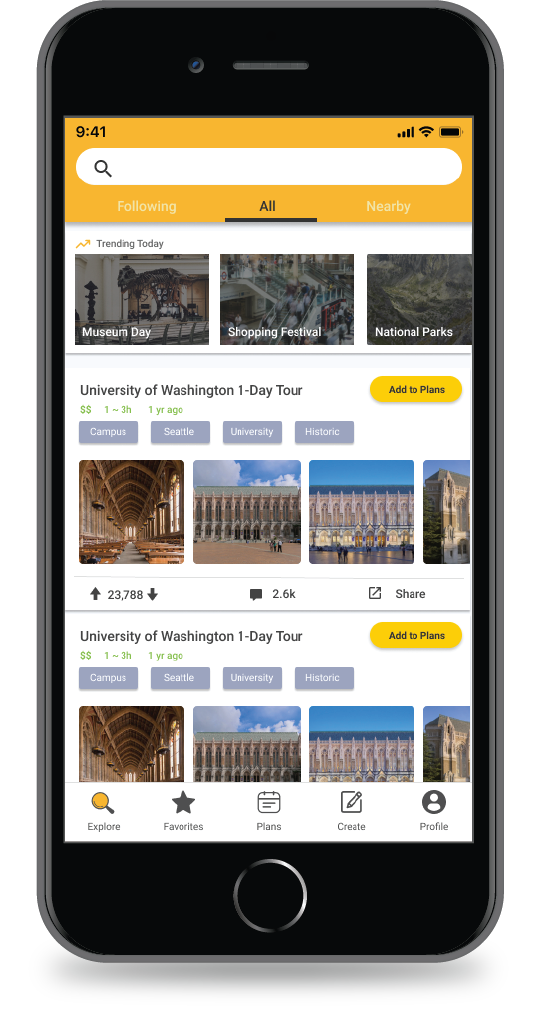 9:41
Following All Nearby
Trending Today
Museum Day Shopping Festival National Parks
University of Washington 1-Day Tour Add to Plans
$$ 1 ~ 3h 1 yr ago
Campus Seattle University Historic
23,788 2.6k Share
University of Washington 1-Day Tour Add to Plans
$$ 1 ~ 3h 1 yr ago
Campus Seattle University Historic
Explore Favorites Plans Create Profile